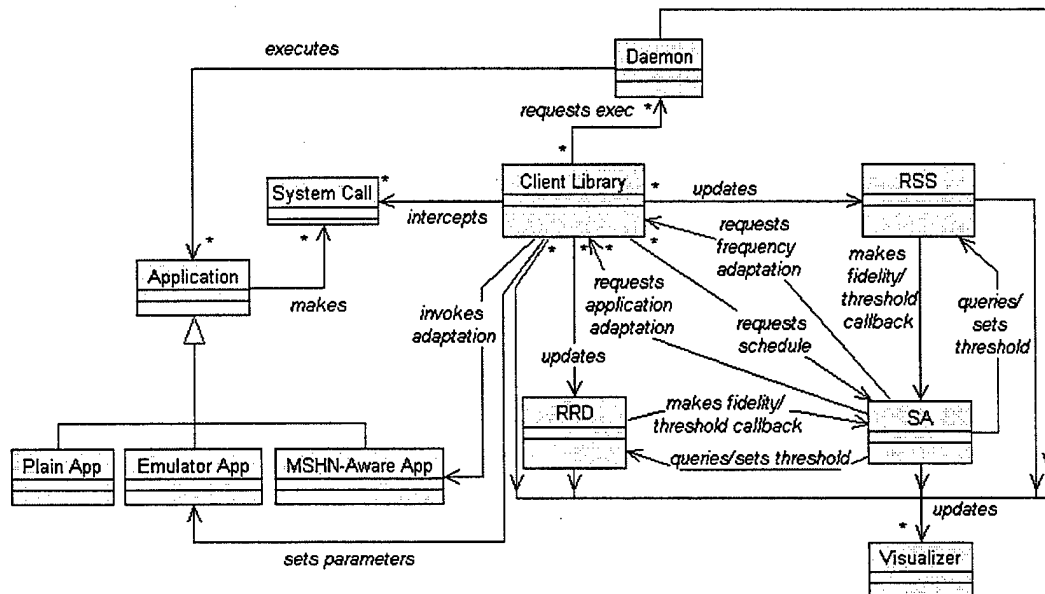 Daemon
executes
requests exec *
*
System Call
*
Client Library
*
updates
RSS
intercepts
*
*
Application
makes
invokes
adaptation
*
*
*
*
requests
application
adaptation
requests
frequency
adaptation
requests
schedule
makes
fidelity/
threshold
callback
queries/
sets
threshold
updates
RRD
makes fidelity/
threshold callback
queries/sets threshold
SA
Plain App
Emulator App
MSHN-Aware App
sets parameters
*
updates
*
Visualizer